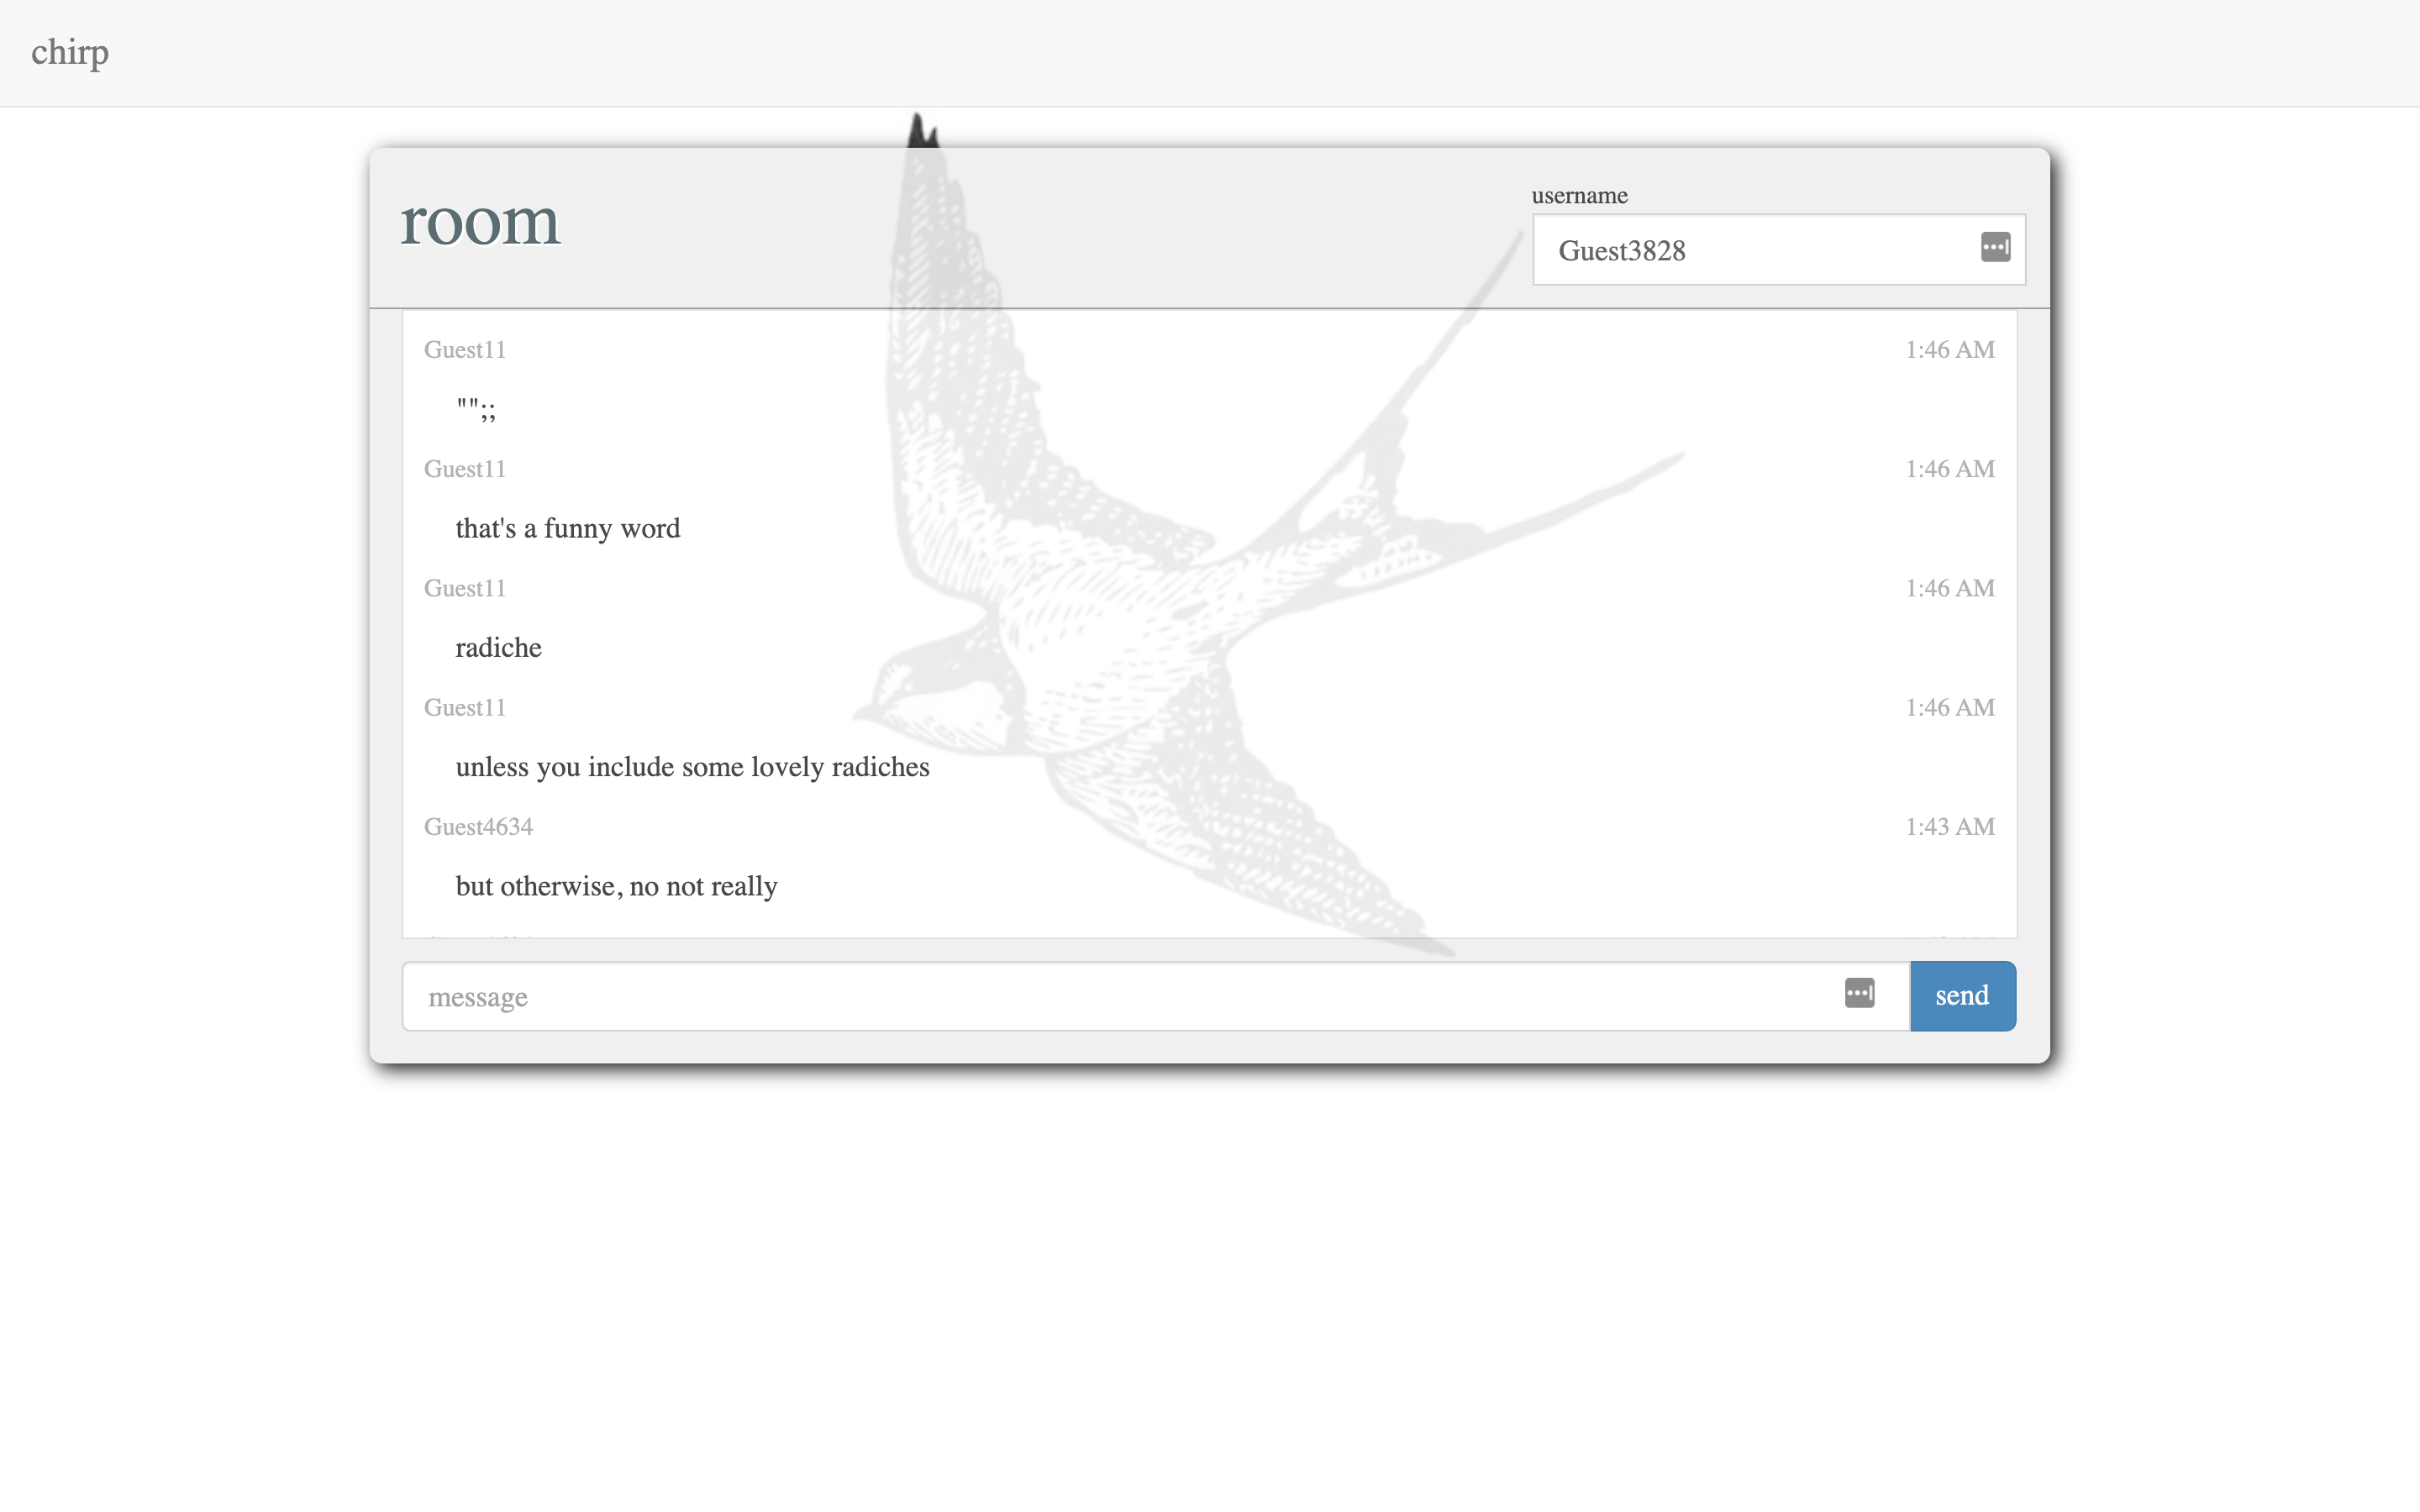 chirp
room
username
Guest3828
Guest11 1:46 AM
"";;
Guest11 1:46 AM
that's a funny word
Guest11 1:46 AM
radiche
Guest11 1:46 AM
unless you include some lovely radiches
Guest4634 1:43 AM
but otherwise, no not really
message
send